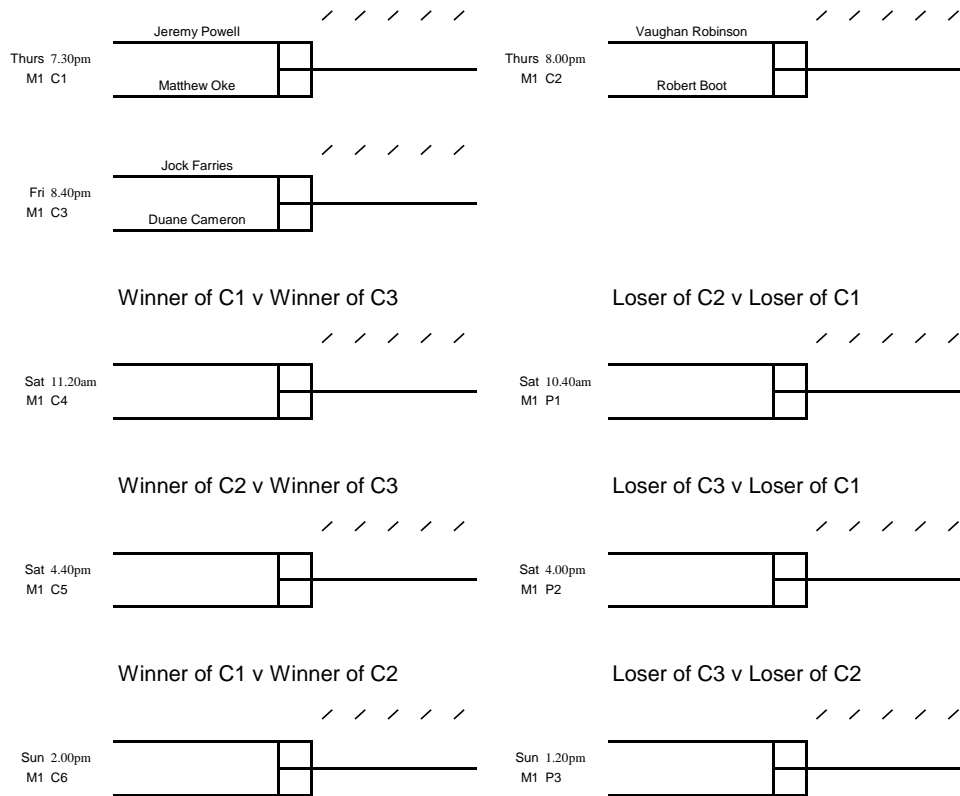 Jeremy Powell
Thurs 7.30pm
M1 C1
Matthew Oke
Vaughan Robinson
Thurs 8.00pm
M1 C2
Robert Boot
Jock Farries
Fri 8.40pm
M1 C3
Duane Cameron
Winner of C1 v Winner of C3
Loser of C2 v Loser of C1
Sat 11.20am
M1 C4
Sat 10.40am
M1 P1
Winner of C2 v Winner of C3
Loser of C3 v Loser of C1
Sat 4.40pm
M1 C5
Sat 4.00pm
M1 P2
Winner of C1 v Winner of C2
Loser of C3 v Loser of C2
Sun 2.00pm
M1 C6
Sun 1.20pm
M1 P3